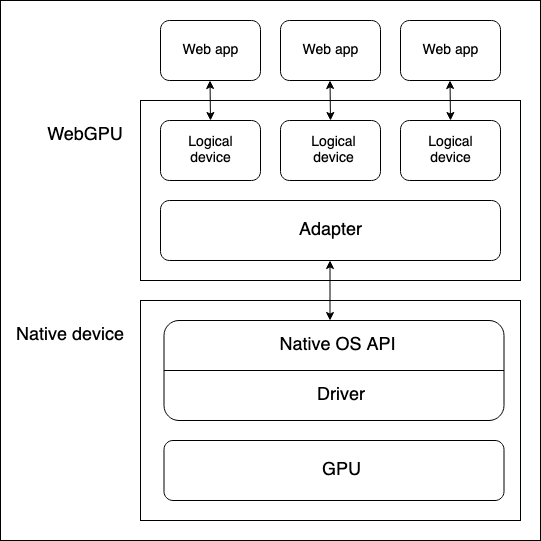 Web app
Web app
Web app
WebGPU
Logical
device
Logical
device
Logical
device
Adapter
Native device
Native OS API
Driver
GPU